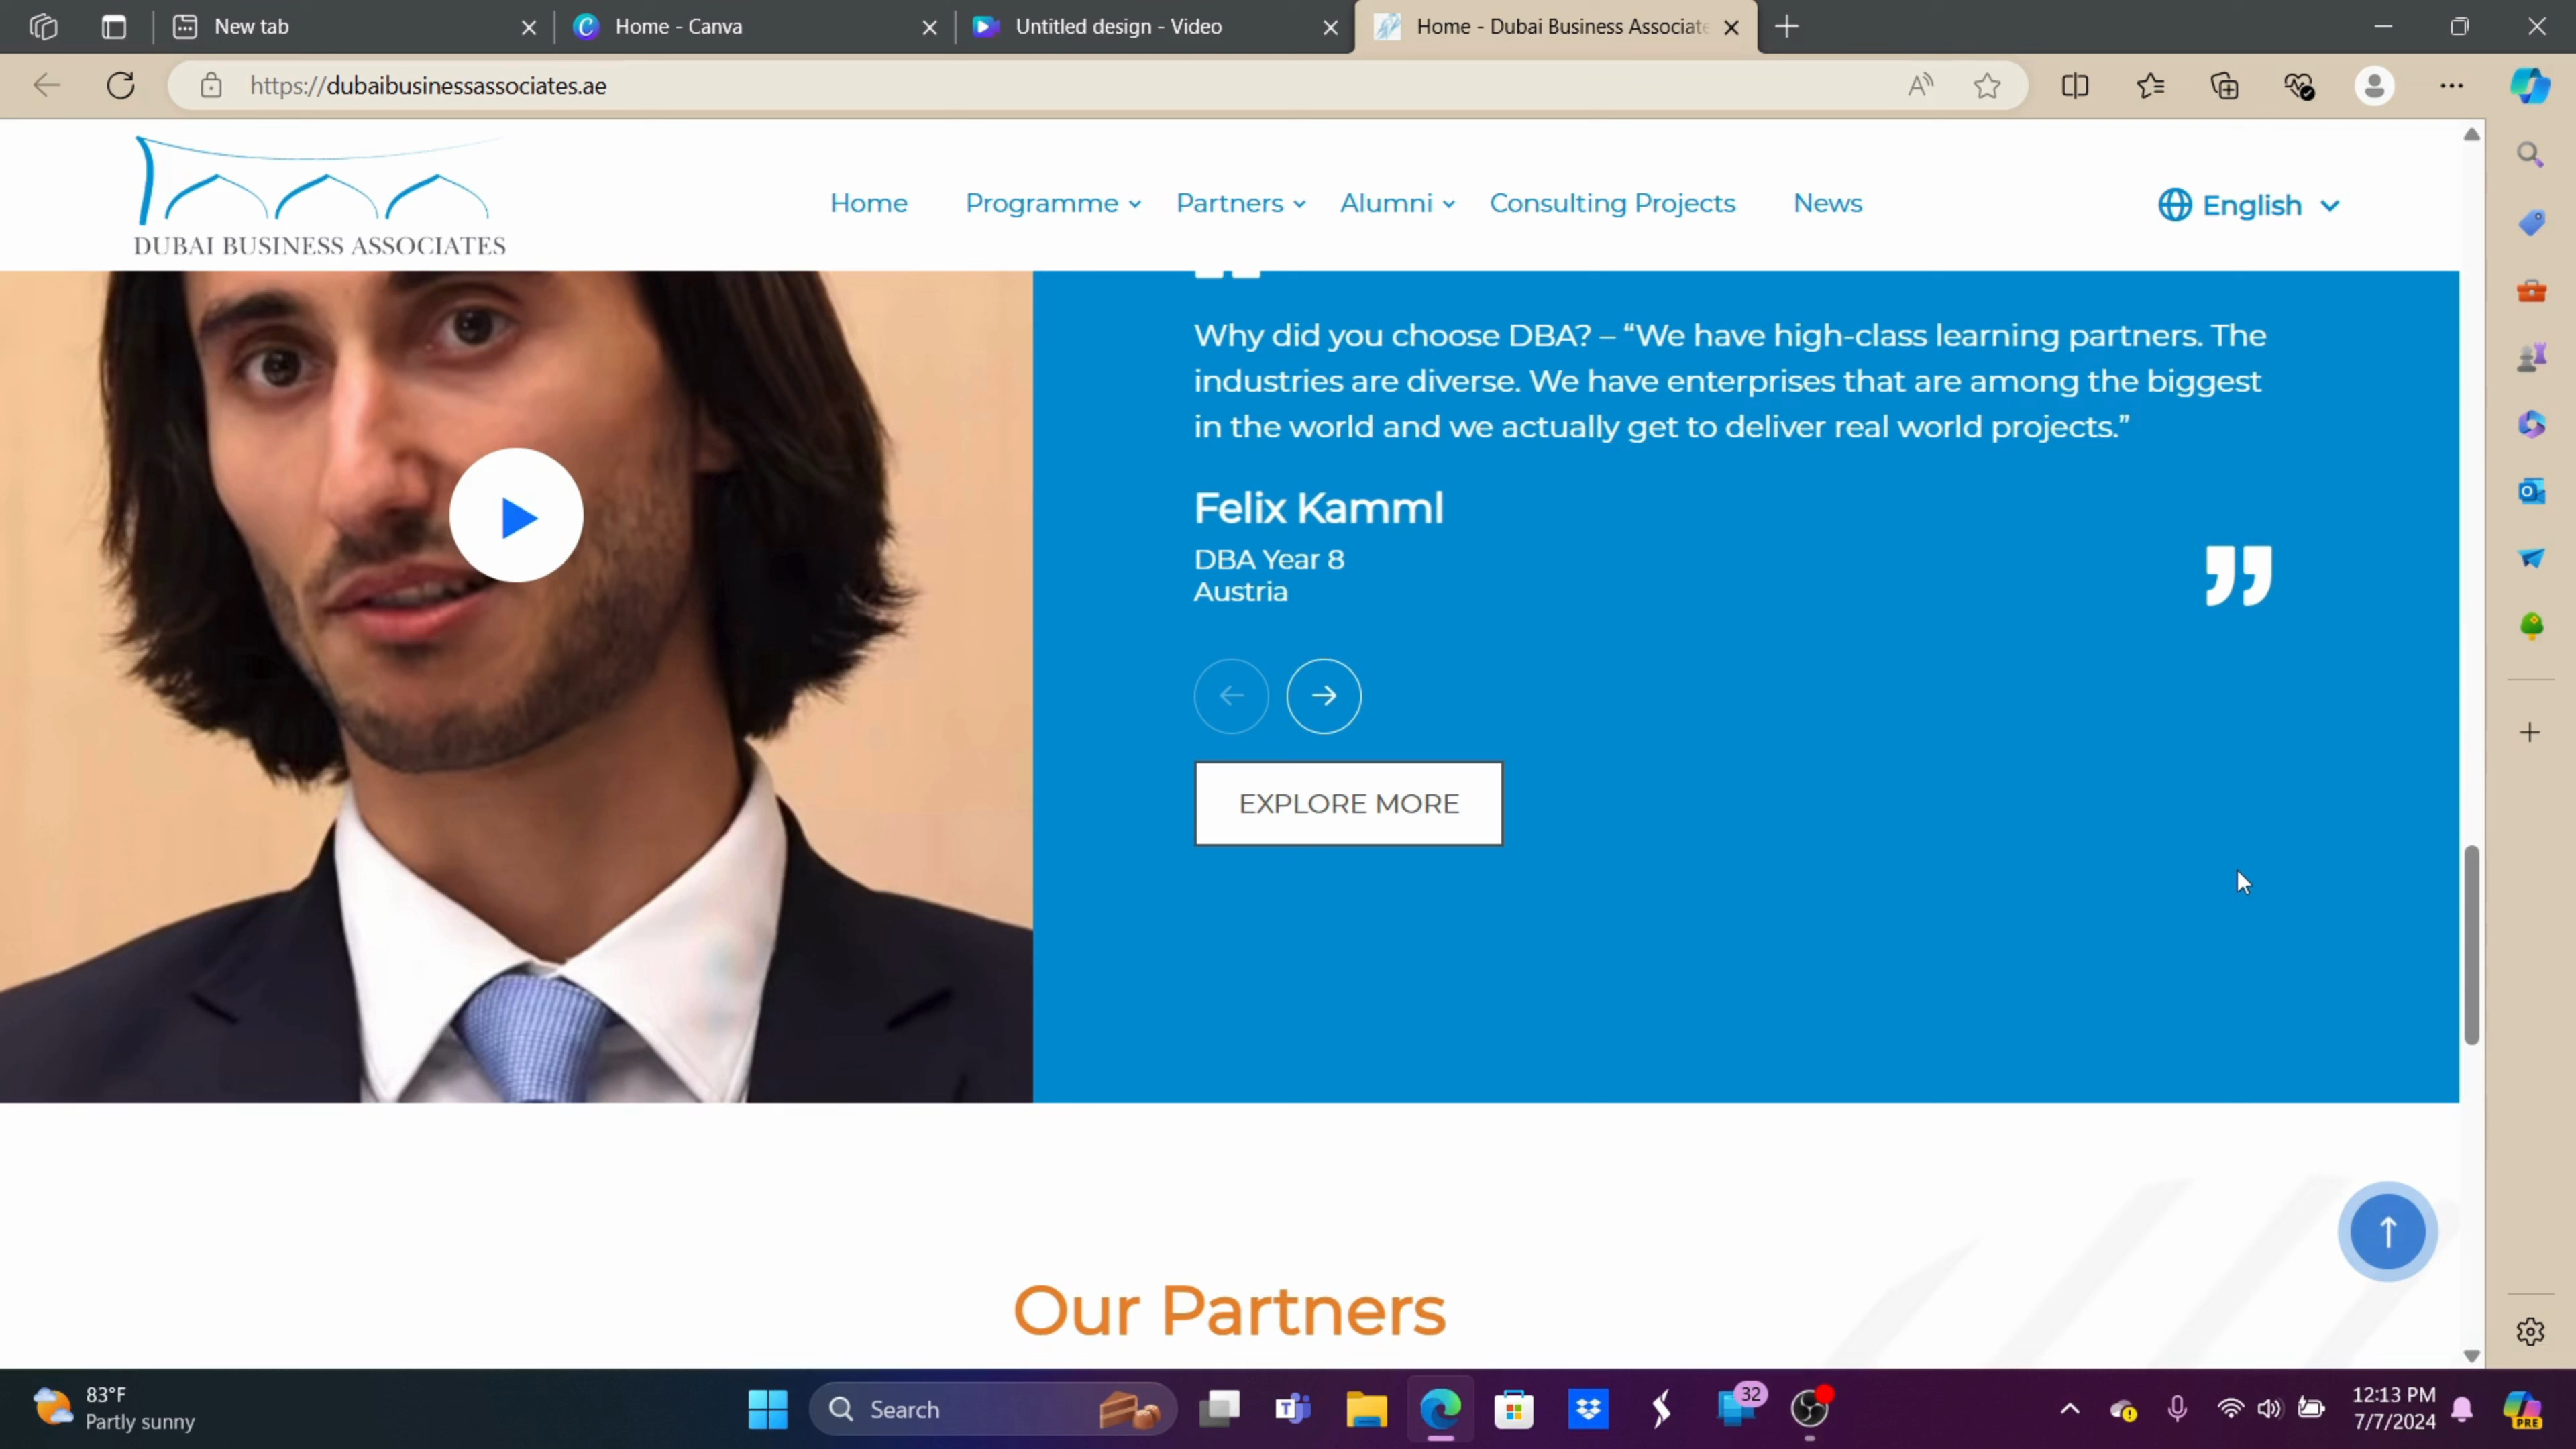 New tab
Home - Canva
Untitled design - Video
Home - Dubai Business Associate
https://dubaibusinessassociates.ae
DUBAI BUSINESS ASSOCIATES
Home
Programme
Partners
Alumni
Consulting Projects
News
English
Why did you choose DBA? – “We have high-class learning partners. The
industries are diverse. We have enterprises that are among the biggest
in the world and we actually get to deliver real world projects.”
Felix Kamml
DBA Year 8
Austria
EXPLORE MORE
Our Partners
83°F
Partly sunny
Search
32
12:13 PM
7/7/2024
PRE